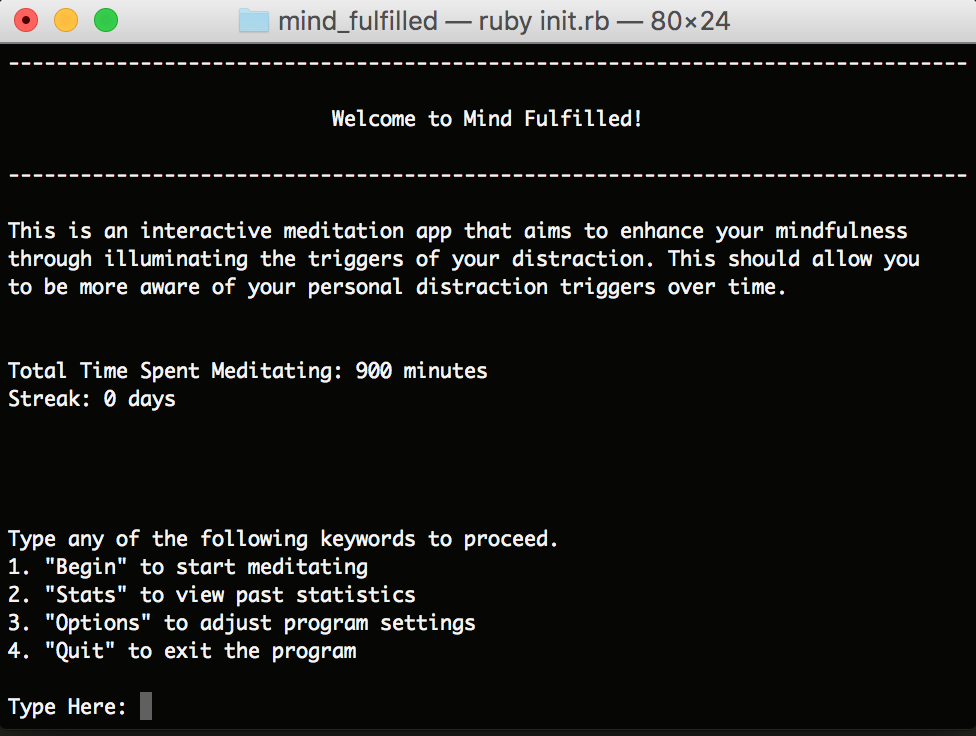 mind_fulfilled — ruby init.rb — 80×24
--------------------------------------------------------------------------------
Welcome to Mind Fulfilled!
--------------------------------------------------------------------------------
This is an interactive meditation app that aims to enhance your mindfulness
through illuminating the triggers of your distraction. This should allow you
to be more aware of your personal distraction triggers over time.
Total Time Spent Meditating: 900 minutes
Streak: 0 days
Type any of the following keywords to proceed.
1. "Begin" to start meditating
2. "Stats" to view past statistics
3. "Options" to adjust program settings
4. "Quit" to exit the program
Type Here: